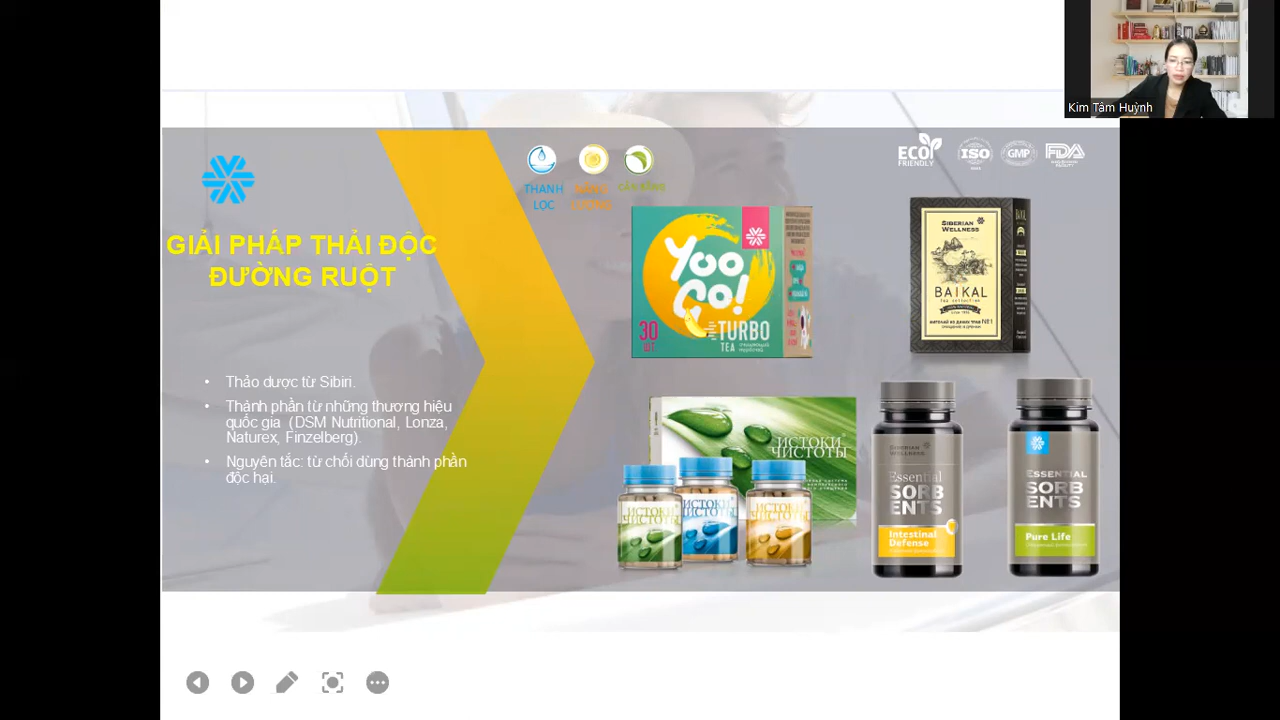 Kim Tâm Huỳnh
ECO
FRIENDLY
ISO
GMP
FDA
THANH
LỌC
NĂNG
LƯỢNG
CÂN BẰNG
GIẢI PHÁP THẢI ĐỘC
ĐƯỜNG RUỘT
• Thảo dược từ Sibiri.
• Thành phần từ những thương hiệu
quốc gia (DSM Nutritional, Lonza,
Naturex, Finzelberg).
• Nguyên tắc: từ chối dùng thành phần
độc hại.
Yoo
Go!
30
ШТ
TURBO
TEA
SIBERIAN
WELLNESS
BAIKAL
Tea collection
ИСТОКИ
ЧИСТОТЫ
ИСТОКИ
ЧИСТОТЫ
ИСТОКИ
ЧИСТОТЫ
ИСТОКИ
ЧИСТОТЫ
SIBERIAN
WELLNESS
Essential
SORB
ENTS
Intestinal
Defense
ESSENTIAL
SORB
ENTS
Pure Life